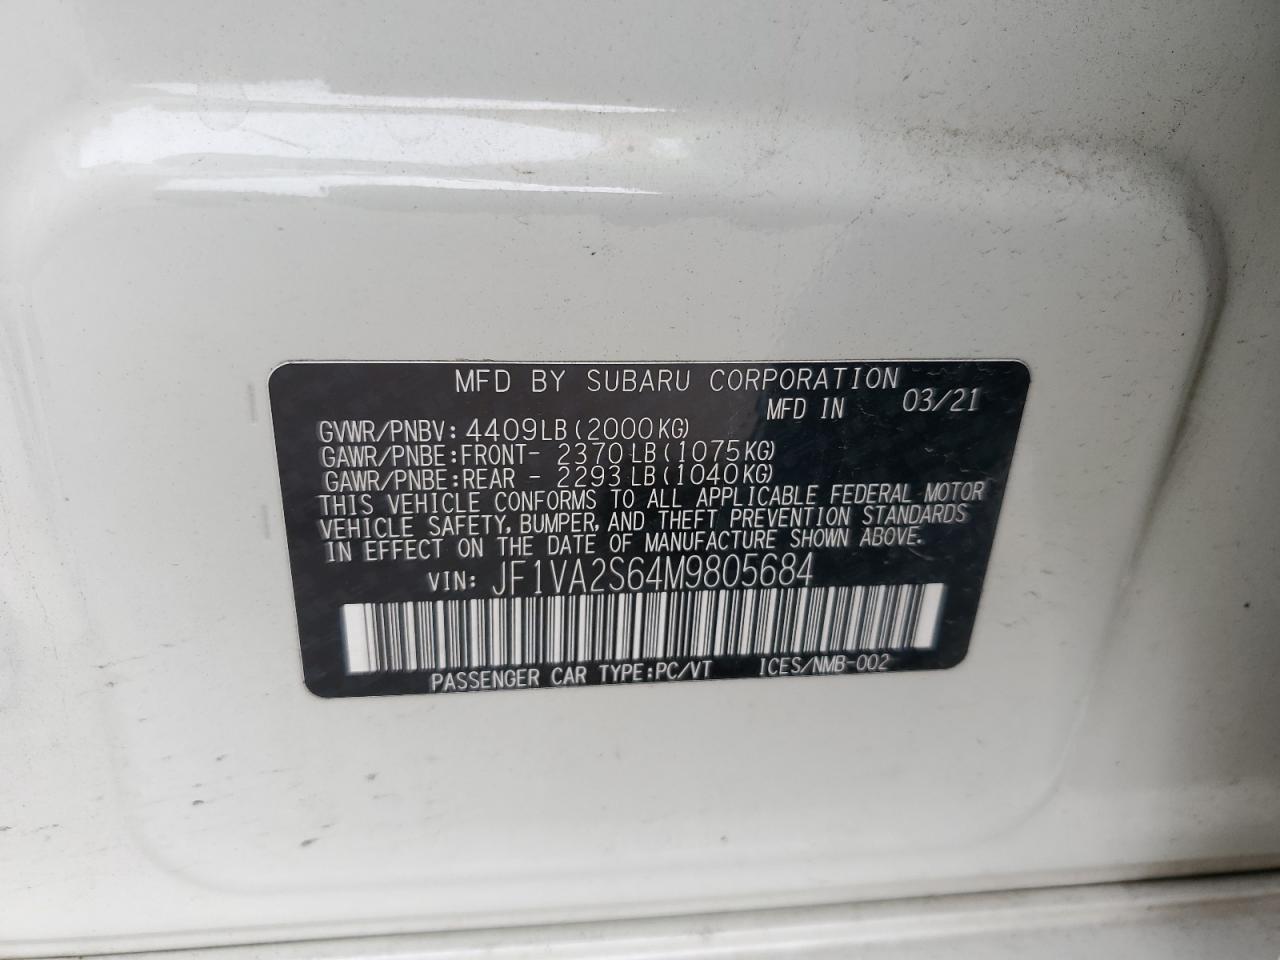 MFD BY SUBARU CORPORATION
MFD IN 03/21
GVWR/PNBV: 4409LB(2000KG)
GAWR/PNBE:FRONT- 2370LB(1075KG)
GAWR/PNBE:REAR - 2293LB(1040KG)
THIS VEHICLE CONFORMS TO ALL APPLICABLE FEDERAL MOTOR
VEHICLE SAFETY, BUMPER, AND THEFT PREVENTION STANDARDS
IN EFFECT ON THE DATE OF MANUFACTURE SHOWN ABOVE.
VIN: JF1VA2S64M9805684
PASSENGER CAR TYPE:PC/VT ICES/NMB-002